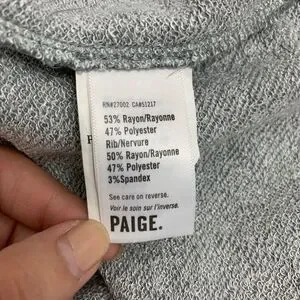 RN#27002 CA#51217
53% Rayon/Rayonne
47% Polyester
Rib/Nervure
50% Rayon/Rayonne
47% Polyester
3%Spandex
See care on reverse.
Voir le soin sur l'inverse.
PAIGE.